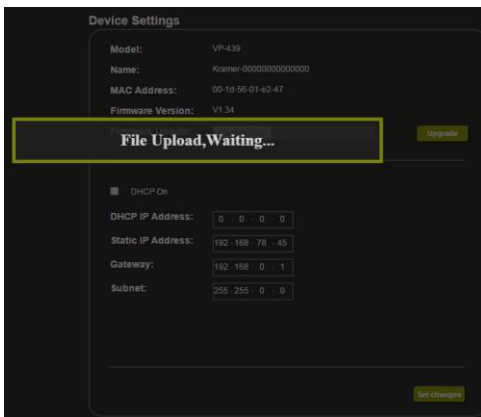 Device Settings
Model: VP-439
Name: Kramer-00000000000000
MAC Address: 00-1d-56-01-e2-47
Firmware Version: V1.34
Upgrade
File Upload,Waiting...
DHCP On
DHCP IP Address: 0 · 0 · 0 · 0
Static IP Address: 192 · 168 · 78 · 45
Gateway: 192 · 168 · 0 · 1
Subnet: 255 · 255 · 0 · 0
Set changes